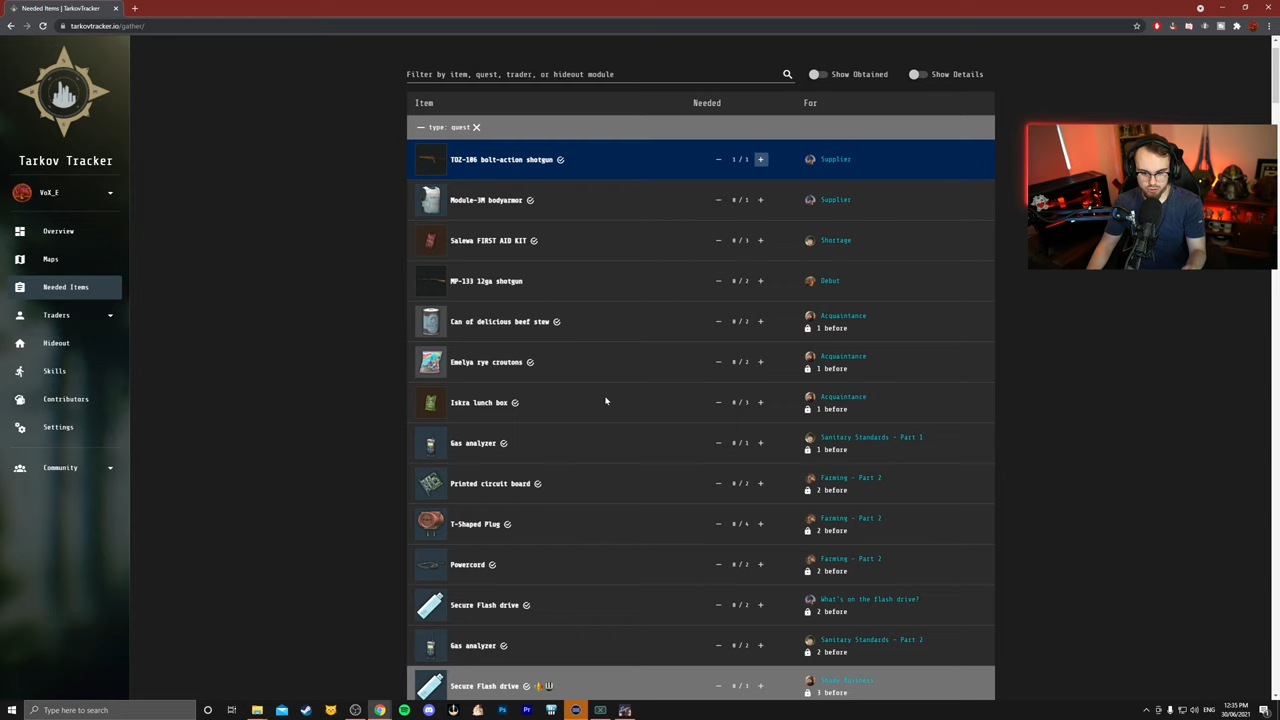 Needed Items | TarkovTracker
tarkovtracker.io/gather/
Tarkov Tracker
VoX_E
Overview
Maps
Needed Items
Traders
Hideout
Skills
Contributors
Settings
Community
Filter by item, quest, trader, or hideout module
Show Obtained
Show Details
Item Needed For
type: quest
TOZ-106 bolt-action shotgun 1 / 1 Supplier
Module-3M bodyarmor 0 / 1 Supplier
Salewa FIRST AID KIT 0 / 3 Shortage
MP-133 12ga shotgun 0 / 2 Debut
Can of delicious beef stew 0 / 2 Acquaintance
1 before
Emelya rye croutons 0 / 2 Acquaintance
1 before
Iskra lunch box 0 / 3 Acquaintance
1 before
Gas analyzer 0 / 1 Sanitary Standards - Part 1
1 before
Printed circuit board 0 / 2 Farming - Part 2
2 before
T-Shaped Plug 0 / 4 Farming - Part 2
2 before
Powercord 0 / 2 Farming - Part 2
2 before
Secure Flash drive 0 / 2 What's on the flash drive?
2 before
Gas analyzer 0 / 2 Sanitary Standards - Part 2
2 before
Secure Flash drive 0 / 3 Shady Business
3 before
Type here to search
ENG
12:35 PM
30/06/2021